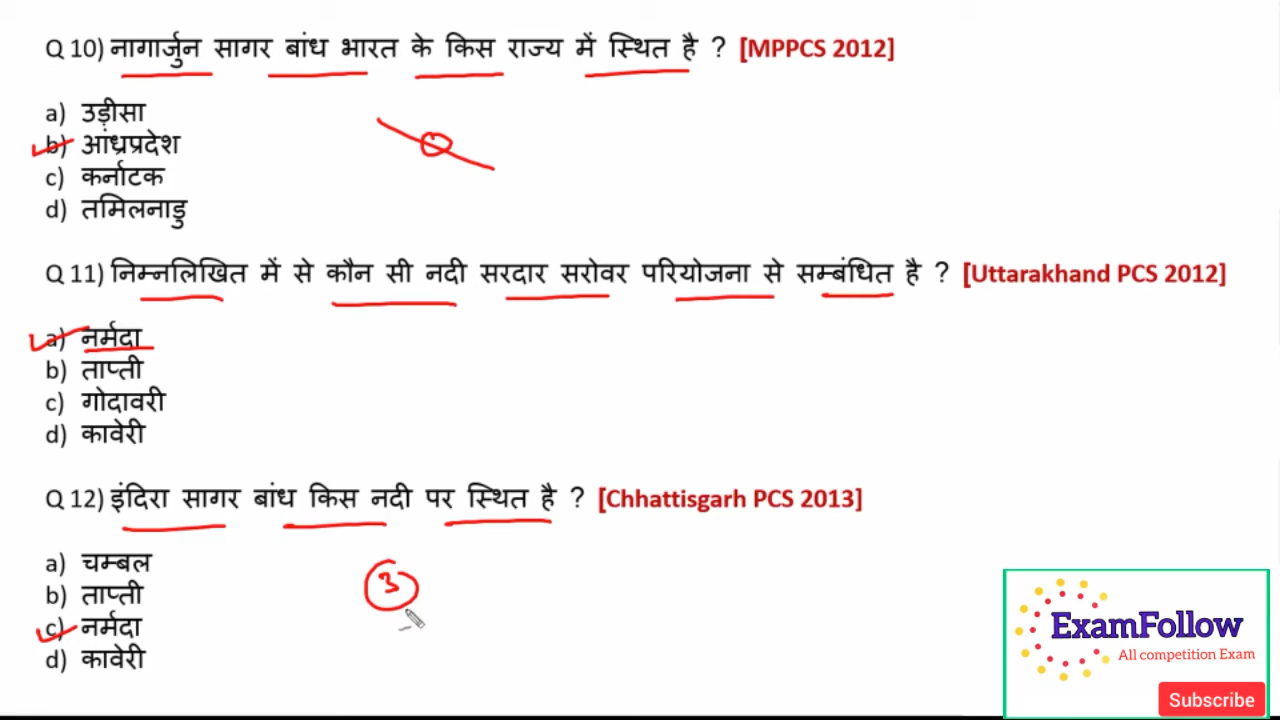 Q 10) नागार्जुन सागर बांध भारत के किस राज्य में स्थित है ? [MPPCS 2012]
a) उड़ीसा
b) आंध्रप्रदेश
c) कर्नाटक
d) तमिलनाडु
Q 11) निम्नलिखित में से कौन सी नदी सरदार सरोवर परियोजना से सम्बंधित है ? [Uttarakhand PCS 2012]
a) नर्मदा
b) ताप्ती
c) गोदावरी
d) कावेरी
Q 12) इंदिरा सागर बांध किस नदी पर स्थित है ? [Chhattisgarh PCS 2013]
a) चम्बल
b) ताप्ती
c) नर्मदा
d) कावेरी
3
ExamFollow
All competition Exam
Subscribe